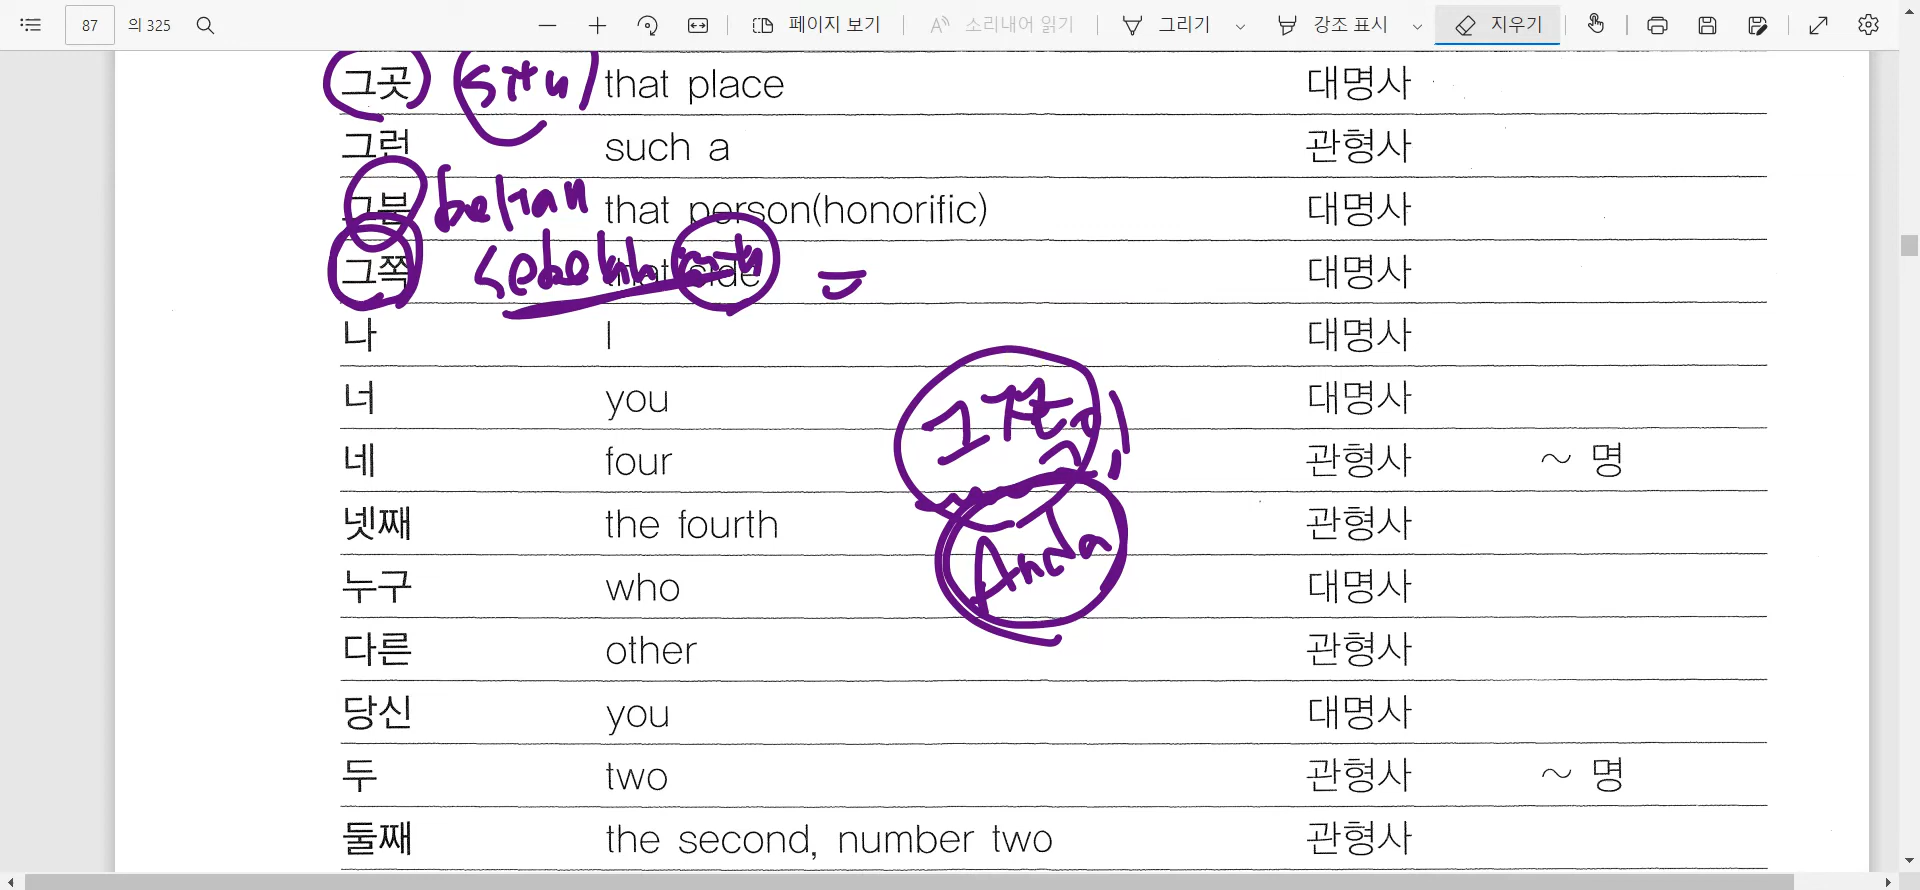 87 의 325 페이지 보기 소리내어 읽기 그리기 강조 표시 지우기
그곳 situ that place 대명사
그런 such a 관형사
그분 beliau that person(honorific) 대명사
그쪽 sebelah situ that side 대명사
나 I 대명사
너 you 대명사
네 four 관형사 ~ 명
넷째 the fourth 관형사
Anda
누구 who 대명사
다른 other 관형사
당신 you 대명사
두 two 관형사 ~ 명
둘째 the second, number two 관형사